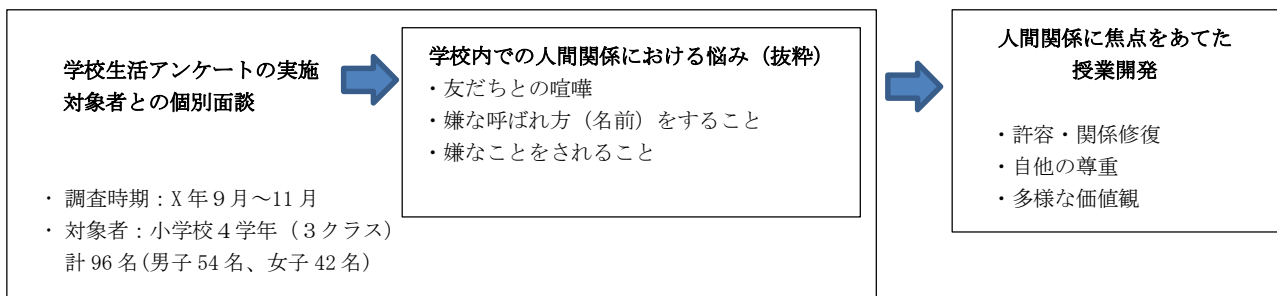 学校生活アンケートの実施
対象者との個別面談
・ 調査時期：X 年９月～11 月
・ 対象者：小学校４学年（３クラス）
計 96 名(男子 54 名、女子 42 名)
学校内での人間関係における悩み（抜粋）
・友だちとの喧嘩
・嫌な呼ばれ方（名前）をすること
・嫌なことをされること
人間関係に焦点をあてた
授業開発
・許容・関係修復
・自他の尊重
・多様な価値観